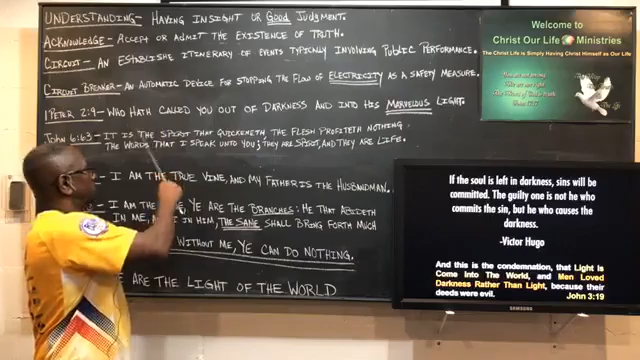 Understanding- Having Insight or Good Judgment.
Acknowledge- Accept or Admit the Existence of Truth.
Circuit- An Establishe Itinerary of Events Typically Involving Public Performance.
Circuit Breaker- An Automatic Device for Stopping the Flow of Electricity as a Safety Measure.
1 Peter 2:9- Who Hath Called you out of Darkness and into His Marvelous Light.
John 6:63- It is the Spirit that Quickeneth the Flesh Profiteth Nothing
The Words that I speak unto you; they are Spirit, and they are Life.
- I am the True Vine, and my Father is the Husbandman.
- I am the Ye are the Branches: He that Abideth
in Me, in him, The Sane Shall Bring Forth Much
Without Me, Ye can do Nothing.
are the Light of the World
Welcome to
Christ Our Life Ministries
The Christ Life is Simply Having Christ Himself as Our Life
The Life
If the soul is left in darkness, sins will be
committed. The guilty one is not he who
commits the sin, but he who causes the
darkness.
-Victor Hugo
And this is the condemnation, that Light is
Come into The World, and Men Loved
Darkness Rather Than Light, because their
deeds were evil. John 3:19